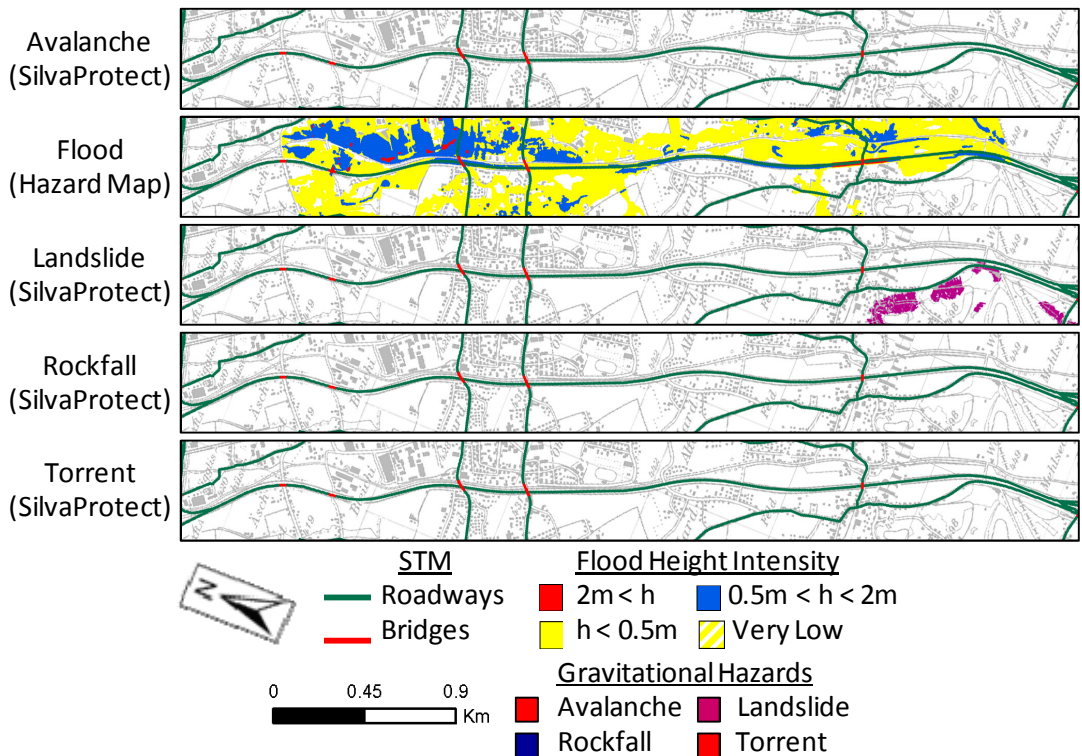 Avalanche
(SilvaProtect)
Flood
(Hazard Map)
Landslide
(SilvaProtect)
Rockfall
(SilvaProtect)
Torrent
(SilvaProtect)
N
STM
Roadways
Bridges
Flood Height Intensity
2m < h
0.5m < h < 2m
h < 0.5m
Very Low
0 0.45 0.9
Km
Gravitational Hazards
Avalanche
Landslide
Rockfall
Torrent